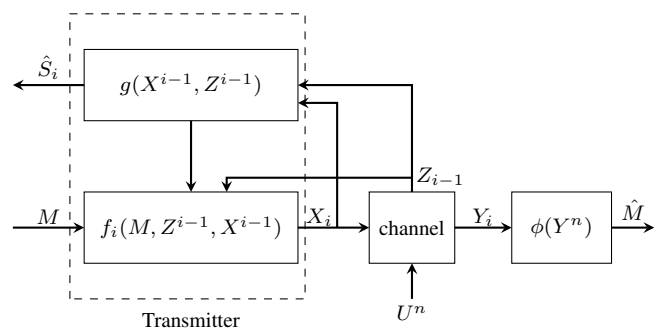 Ŝ_i
g(X^{i−1}, Z^{i−1})
Z_{i−1}
M
f_i(M, Z^{i−1}, X^{i−1})
X_i
channel
Y_i
ϕ(Y^n)
M̂
U^n
Transmitter